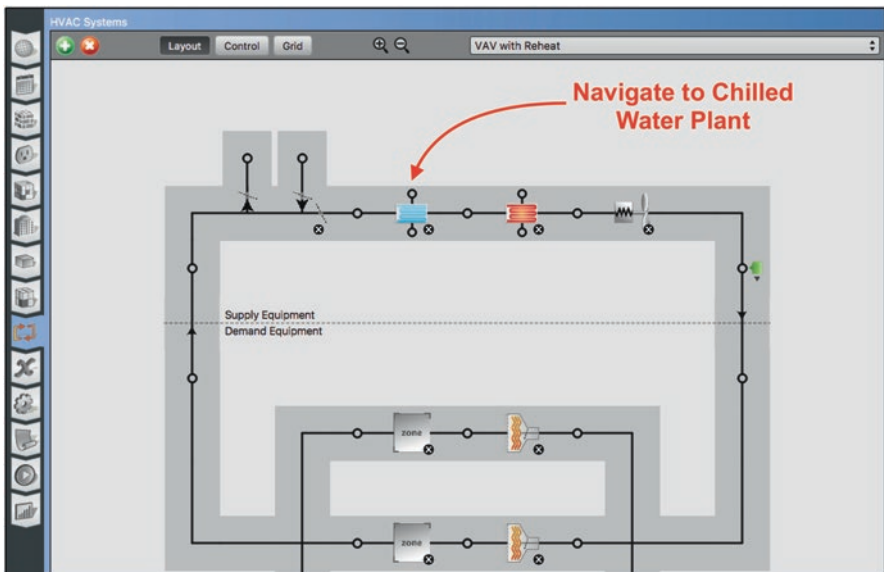 HVAC Systems
Layout Control Grid VAV with Reheat
Navigate to Chilled
Water Plant
Supply Equipment
Demand Equipment
zone
zone